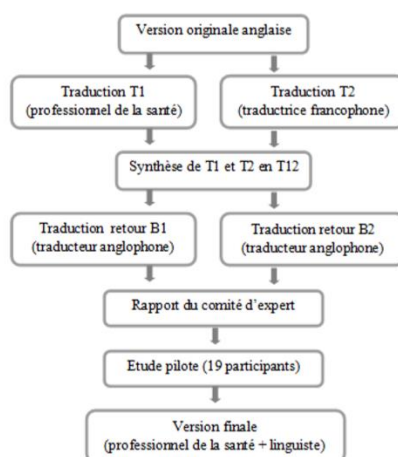 Version originale anglaise
Traduction T1
(professionnel de la santé)
Traduction T2
(traductrice francophone)
Synthèse de T1 et T2 en T12
Traduction retour B1
(traducteur anglophone)
Traduction retour B2
(traducteur anglophone)
Rapport du comité d'expert
Etude pilote (19 participants)
Version finale
(professionnel de la santé + linguiste)